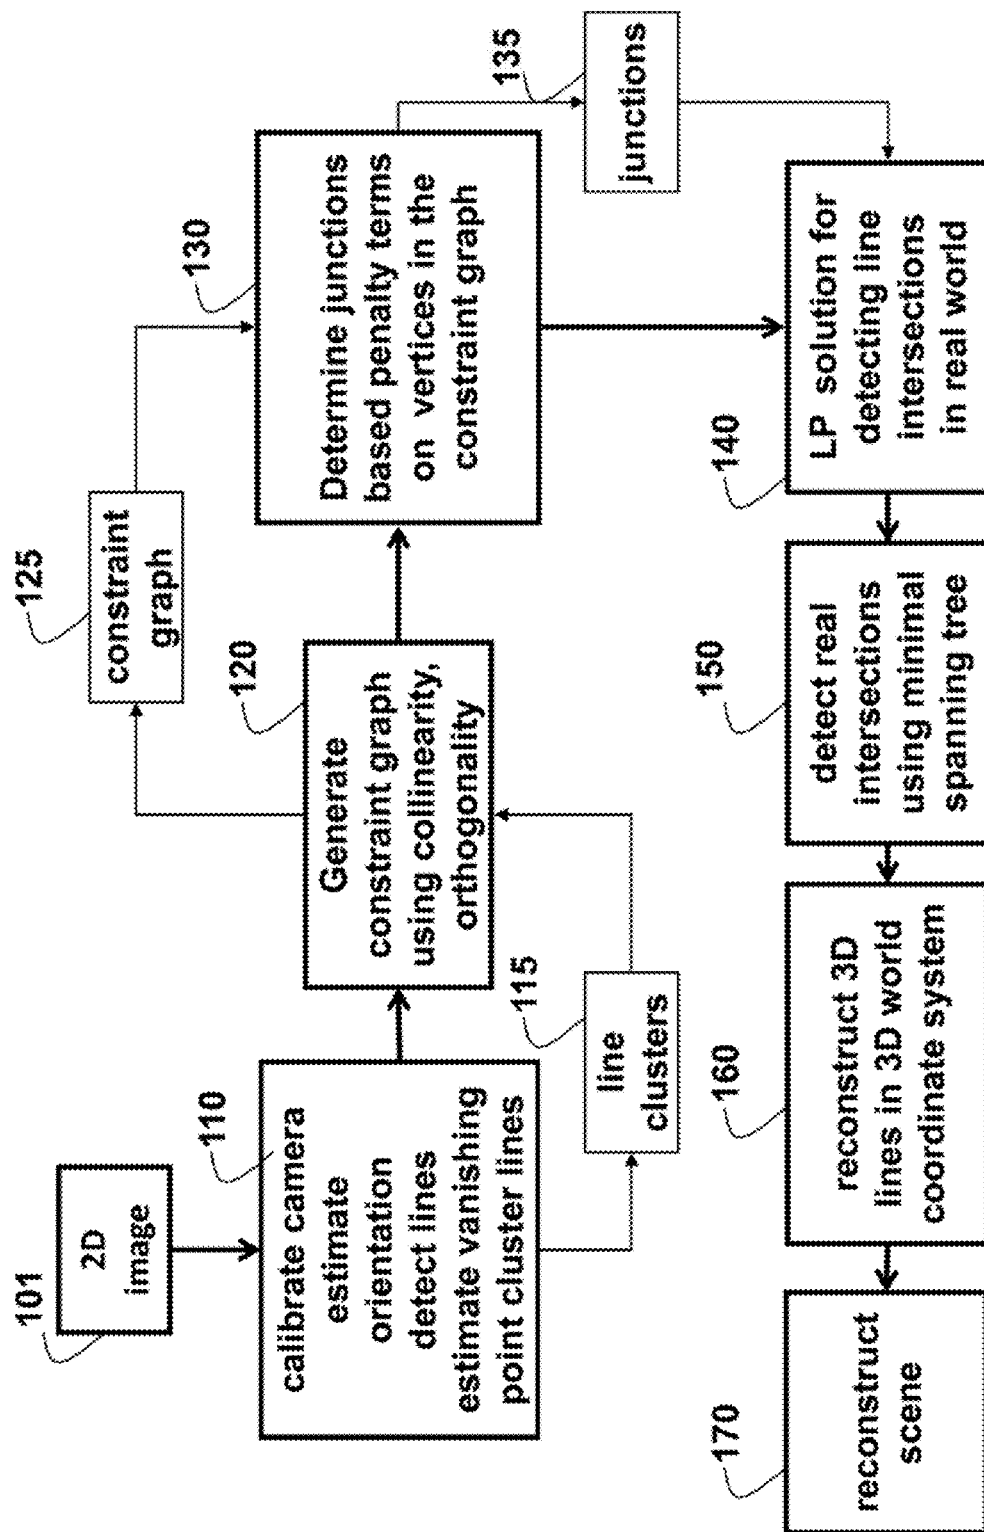 101
2D
image
110
calibrate camera
estimate
orientation
detect lines
estimate vanishing
point cluster lines
115
line
clusters
120
Generate
constraint graph
using collinearity,
orthogonality
125
constraint
graph
130
Determine junctions
based penalty terms
on vertices in the
constraint graph
135
junctions
140
LP solution for
detecting line
intersections
in real world
150
detect real
intersections
using minimal
spanning tree
160
reconstruct 3D
lines in 3D world
coordinate system
170
reconstruct
scene